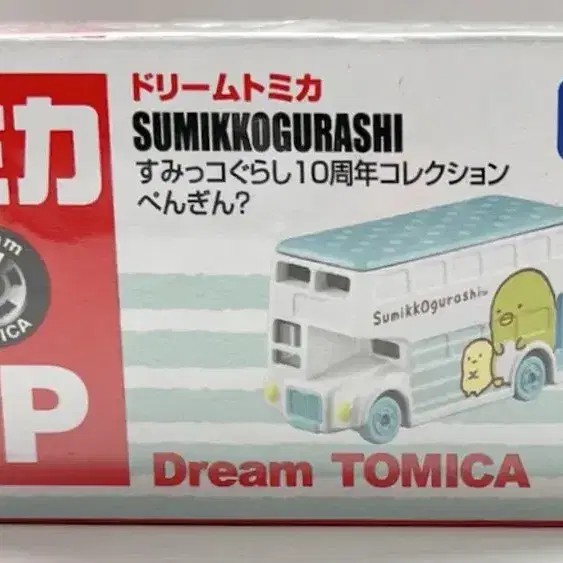 ドリームトミカ
SUMIKKOGURASHI
すみっコぐらし10周年コレクション
ぺんぎん?
ミカ
SumikkOgurashi
P
Dream TOMICA